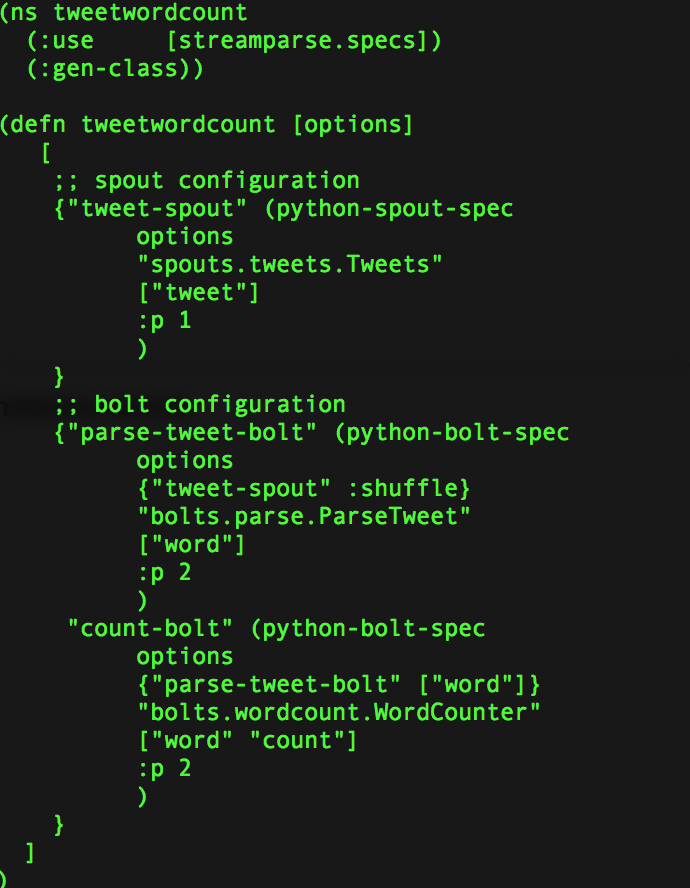 (ns tweetwordcount
  (:use     [streamparse.specs])
  (:gen-class))

(defn tweetwordcount [options]
   [
    ;; spout configuration
    {"tweet-spout" (python-spout-spec
          options
          "spouts.tweets.Tweets"
          ["tweet"]
          :p 1
          )
    }
    ;; bolt configuration
    {"parse-tweet-bolt" (python-bolt-spec
          options
          {"tweet-spout" :shuffle}
          "bolts.parse.ParseTweet"
          ["word"]
          :p 2
          )
     "count-bolt" (python-bolt-spec
          options
          {"parse-tweet-bolt" ["word"]}
          "bolts.wordcount.WordCounter"
          ["word" "count"]
          :p 2
          )
    }
  ]
)